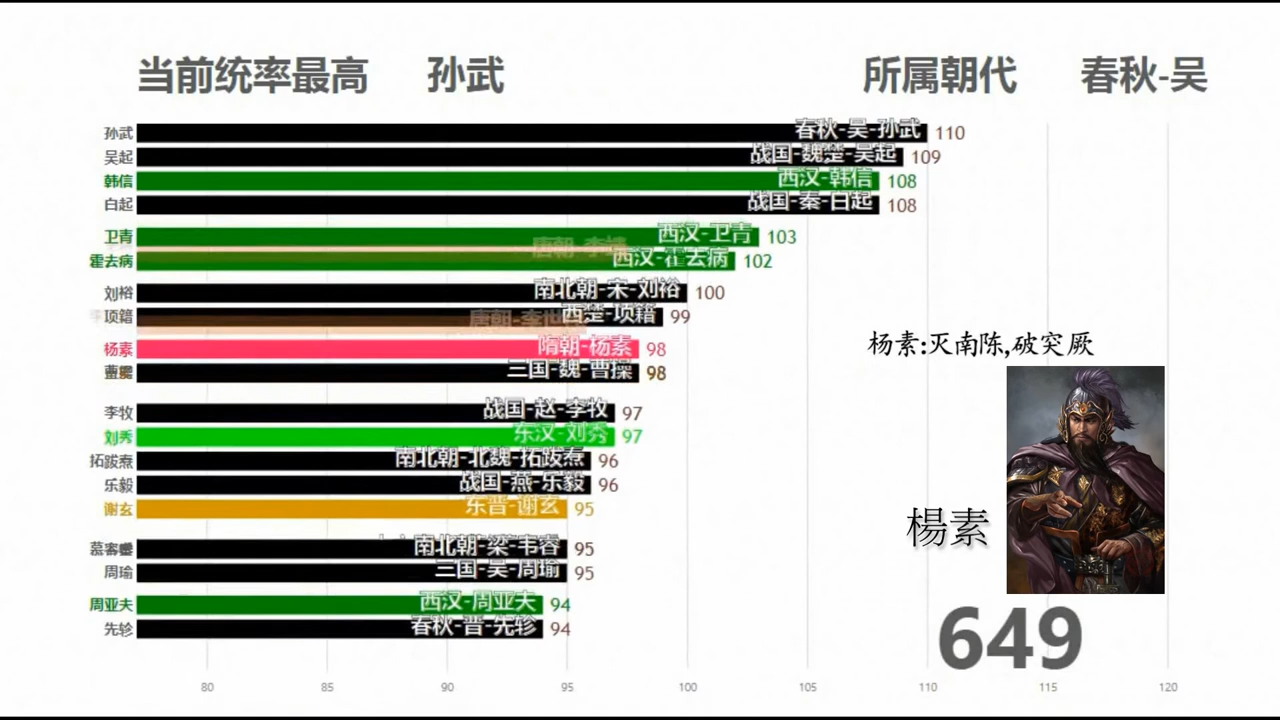 当前统率最高 孙武 所属朝代 春秋-吴
孙武 春秋-吴-孙武 110
吴起 战国-魏楚-吴起 109
韩信 西汉-韩信 108
白起 战国-秦-白起 108
卫青 西汉-卫青 103
唐朝-李靖
霍去病 西汉-霍去病 102
刘裕 南北朝-宋-刘裕 100
项籍 西楚-项籍 99
唐朝-李世
杨素:灭南陈,破突厥
杨素 隋朝-杨素 98
三国-魏-曹操 98
李牧 战国-赵-李牧 97
刘秀 东汉-刘秀 97
拓跋焘 南北朝-北魏-拓跋焘 96
乐毅 战国-燕-乐毅 96
谢玄 东晋-谢玄 95
楊素
南北朝-梁-韦睿 95
周瑜 三国-吴-周瑜 95
周亚夫 西汉-周亚夫 94
先轸 春秋-晋-先轸 94
649
80 85 90 95 100 105 110 115 120